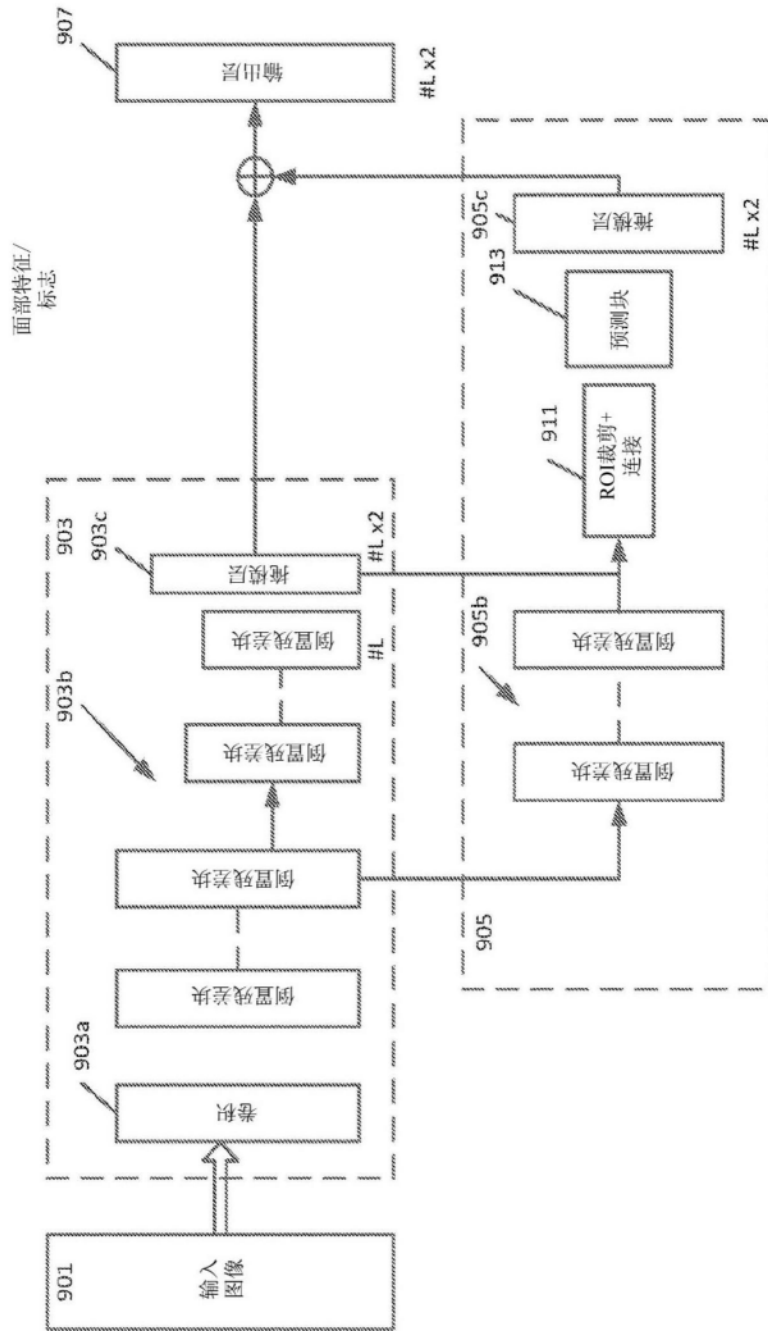 901
输入
图像
903a
卷积
倒置残差块
倒置残差块
903b
倒置残差块
倒置残差块
#L
903
903c
掩模层
#L x2
面部特征/
标志
907
输出层
#L x2
905
倒置残差块
905b
倒置残差块
911
ROI裁剪+
连接
913
预测块
905c
掩模层
#L x2